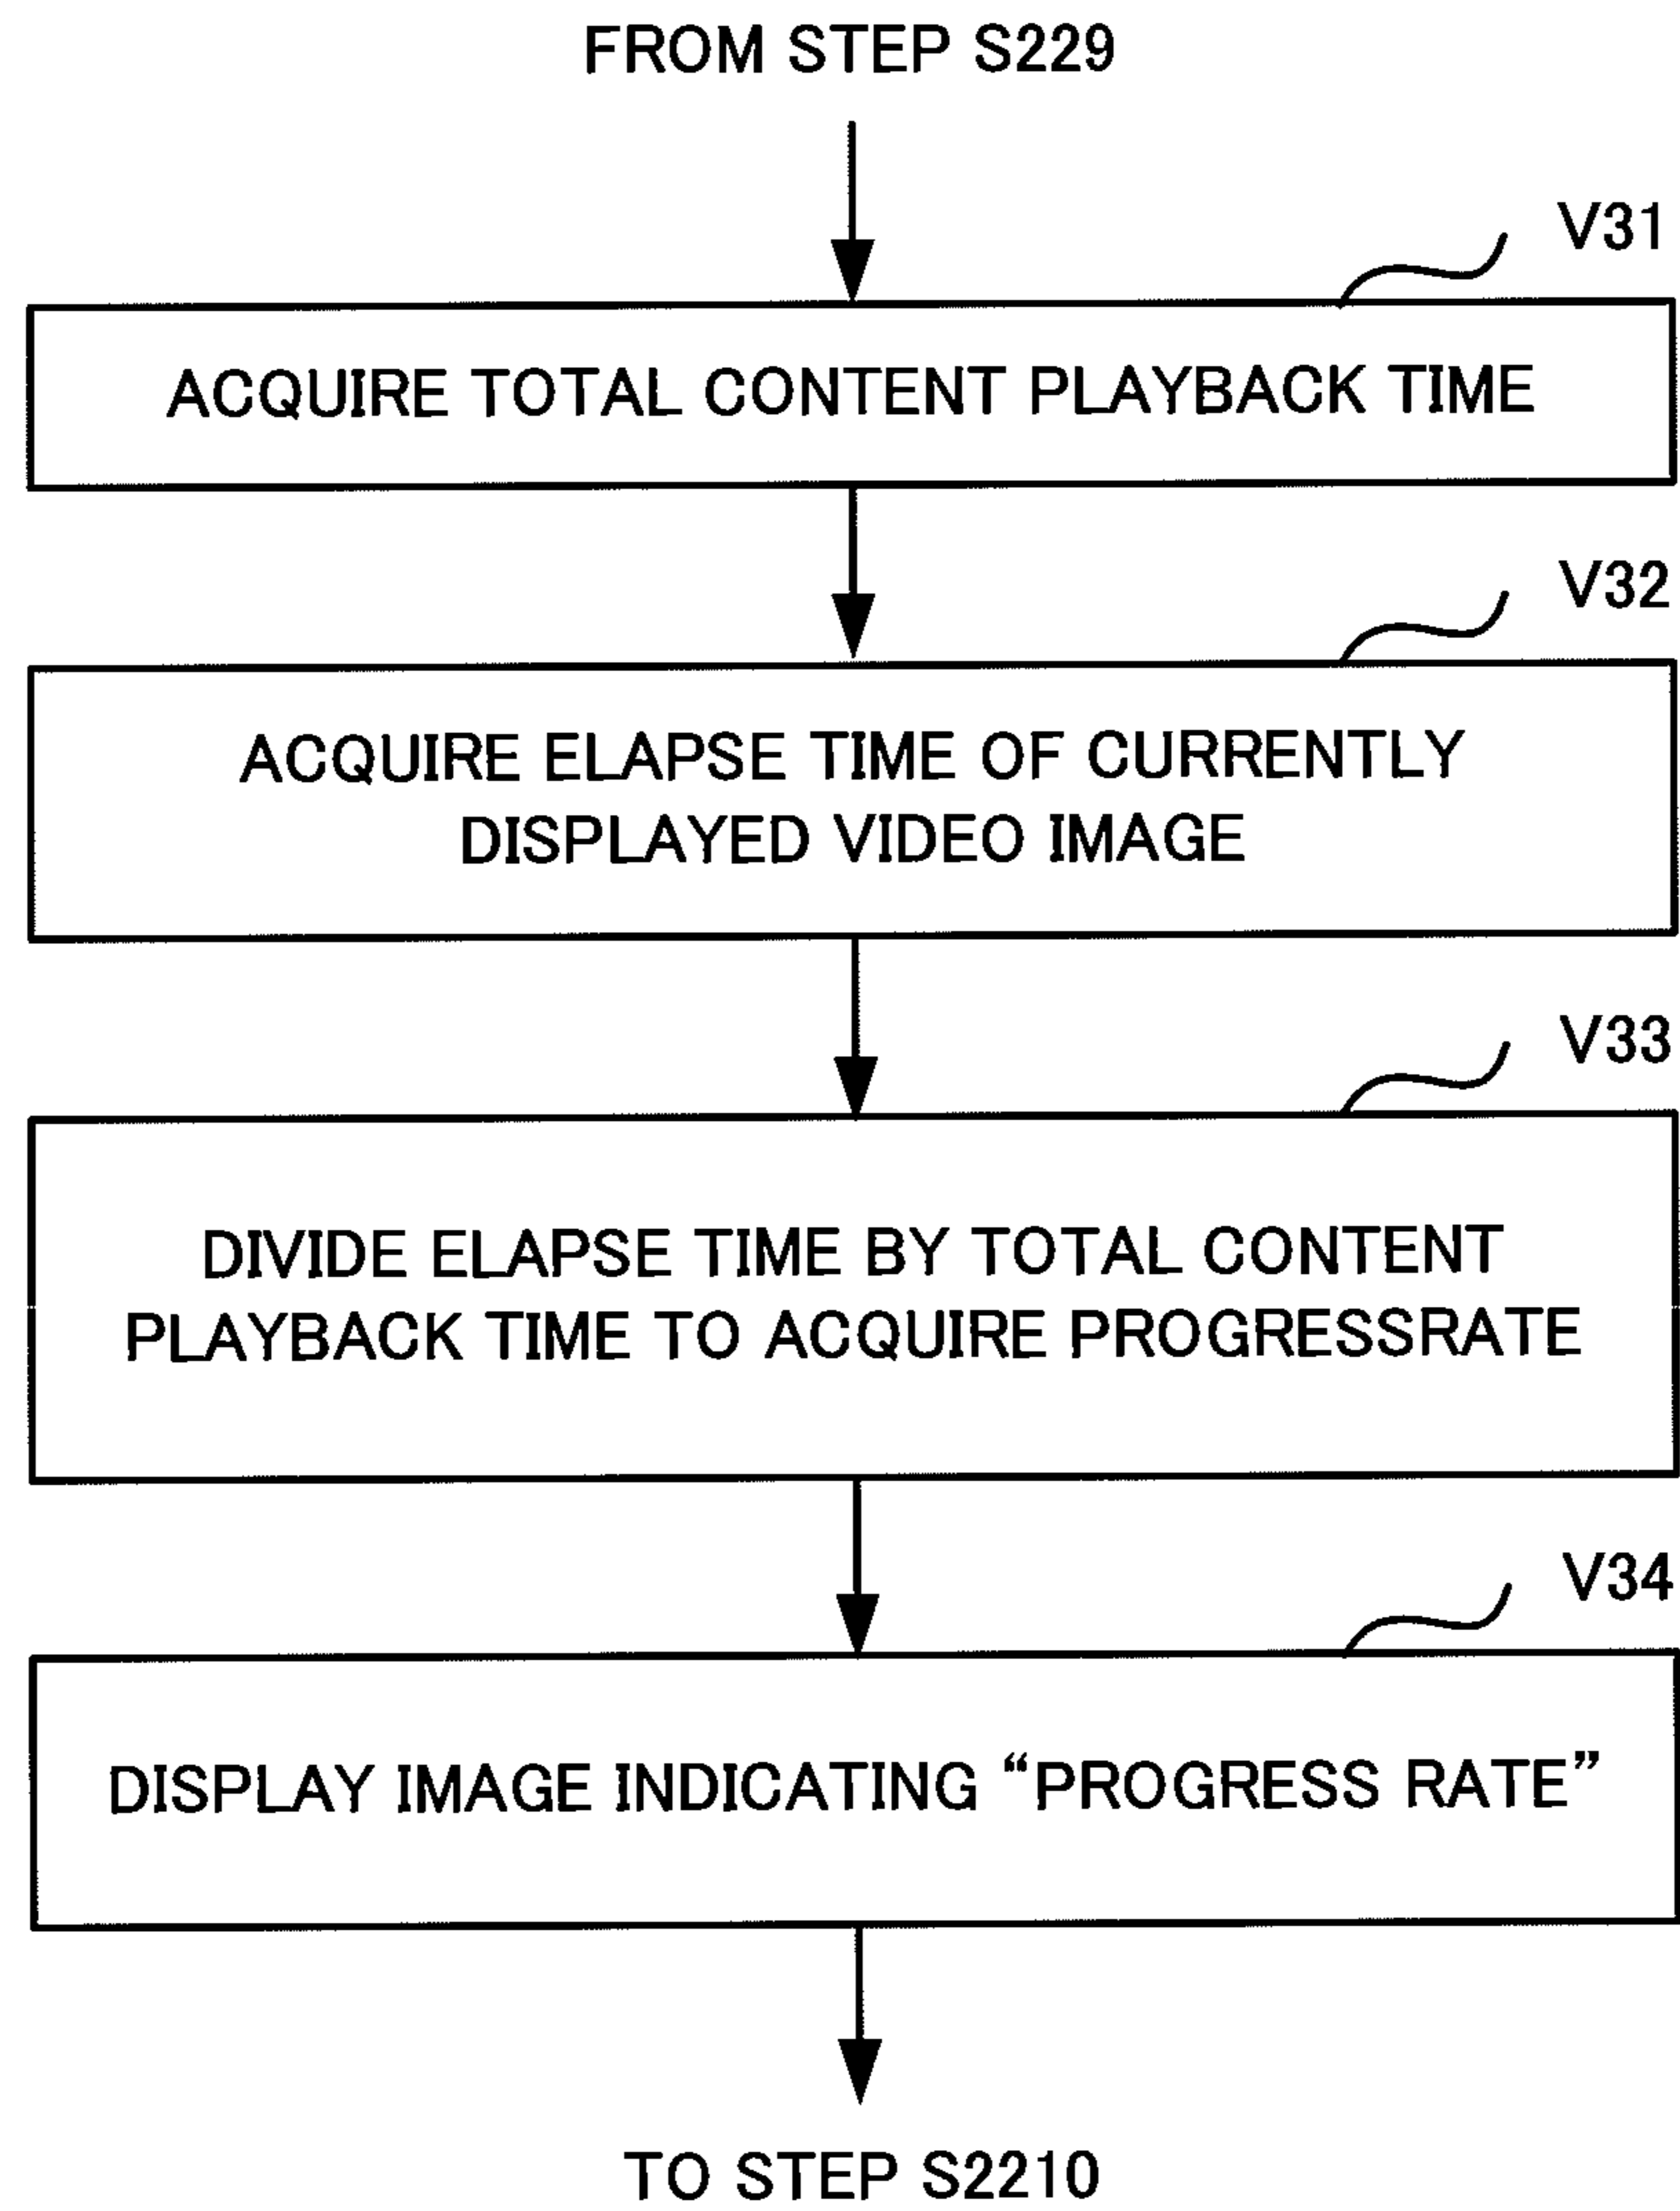 FROM STEP S229
V31
ACQUIRE TOTAL CONTENT PLAYBACK TIME
V32
ACQUIRE ELAPSE TIME OF CURRENTLY
DISPLAYED VIDEO IMAGE
V33
DIVIDE ELAPSE TIME BY TOTAL CONTENT
PLAYBACK TIME TO ACQUIRE PROGRESSRATE
V34
DISPLAY IMAGE INDICATING “PROGRESS RATE”
TO STEP S2210